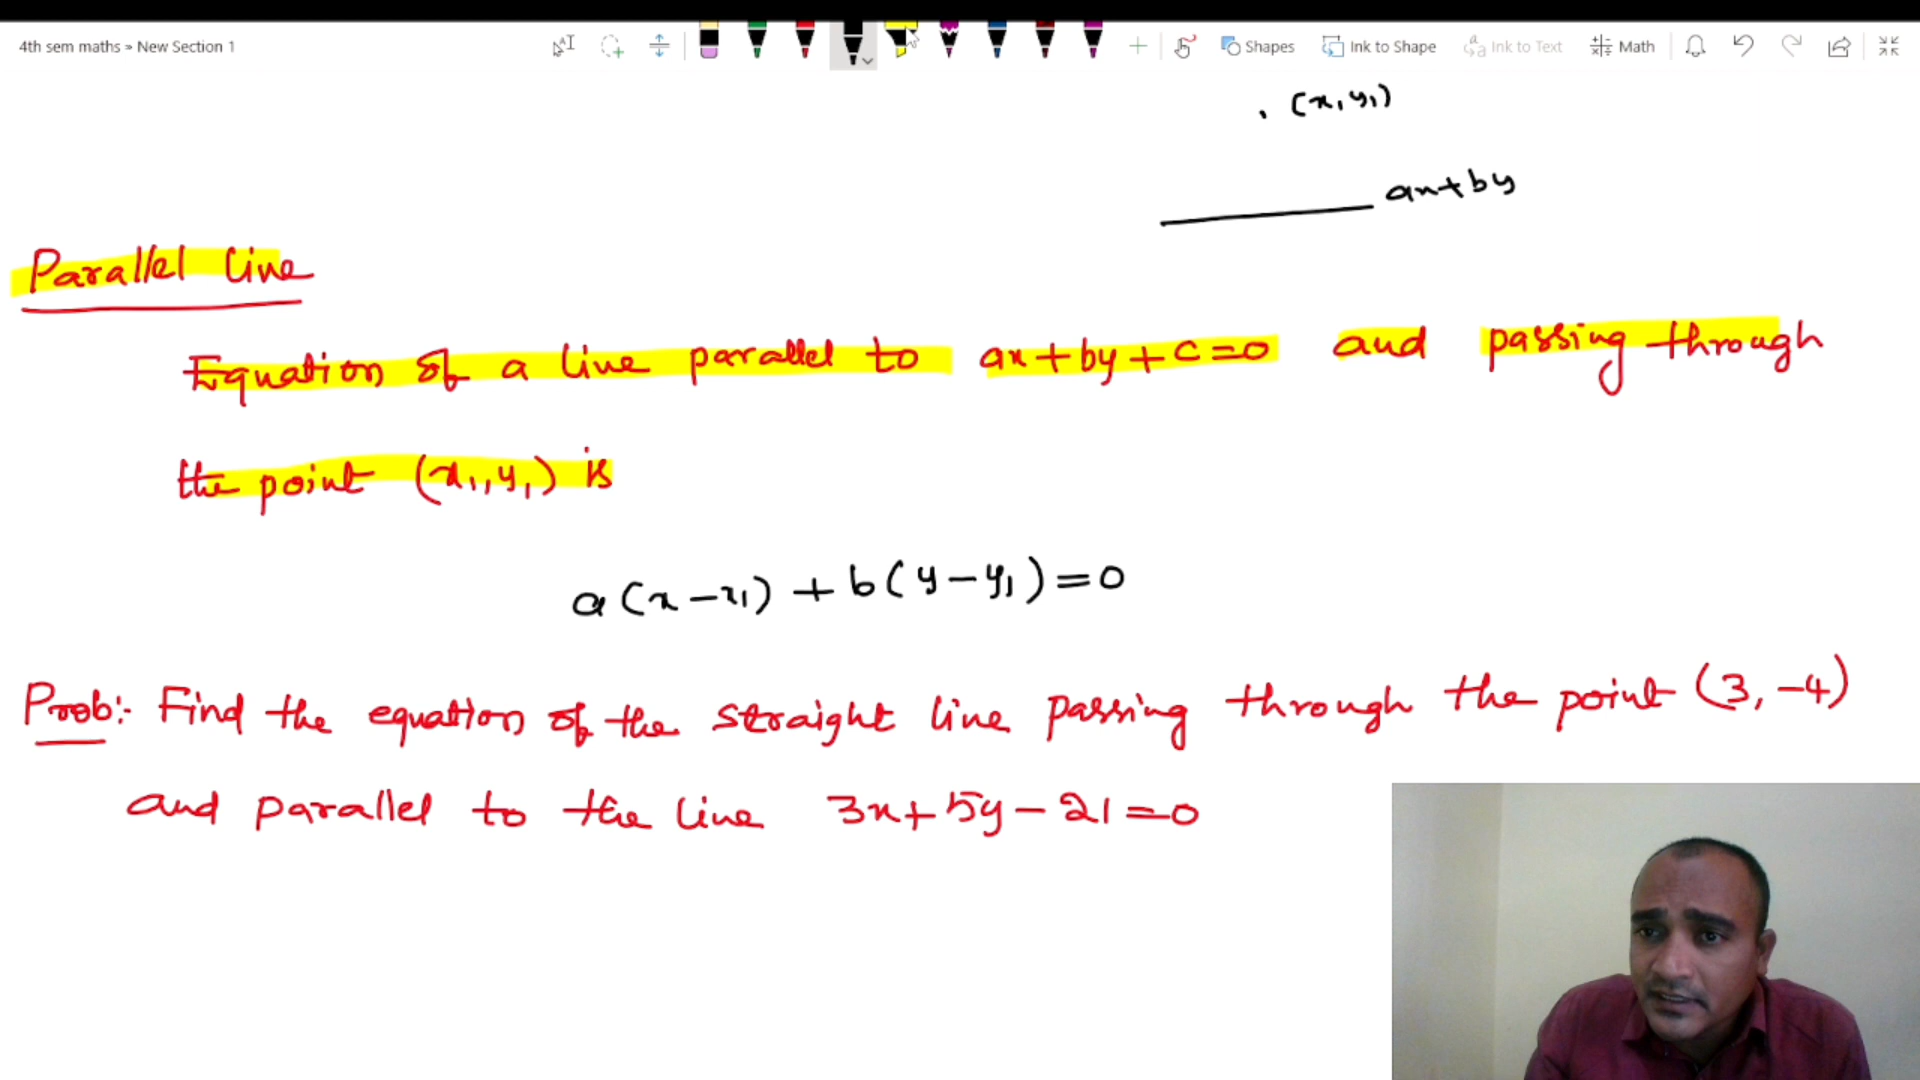 4th sem maths » New Section 1
Shapes
Ink to Shape
Ink to Text
Math
. (x1 y1)
ax+by
Parallel line
Equation of a line parallel to ax+by+c=0 and passing through
the point (x1, y1) is
a(x-x1) + b(y-y1)=0
Prob:- Find the equation of the straight line passing through the point (3, -4)
and parallel to the line 3x+5y-21=0